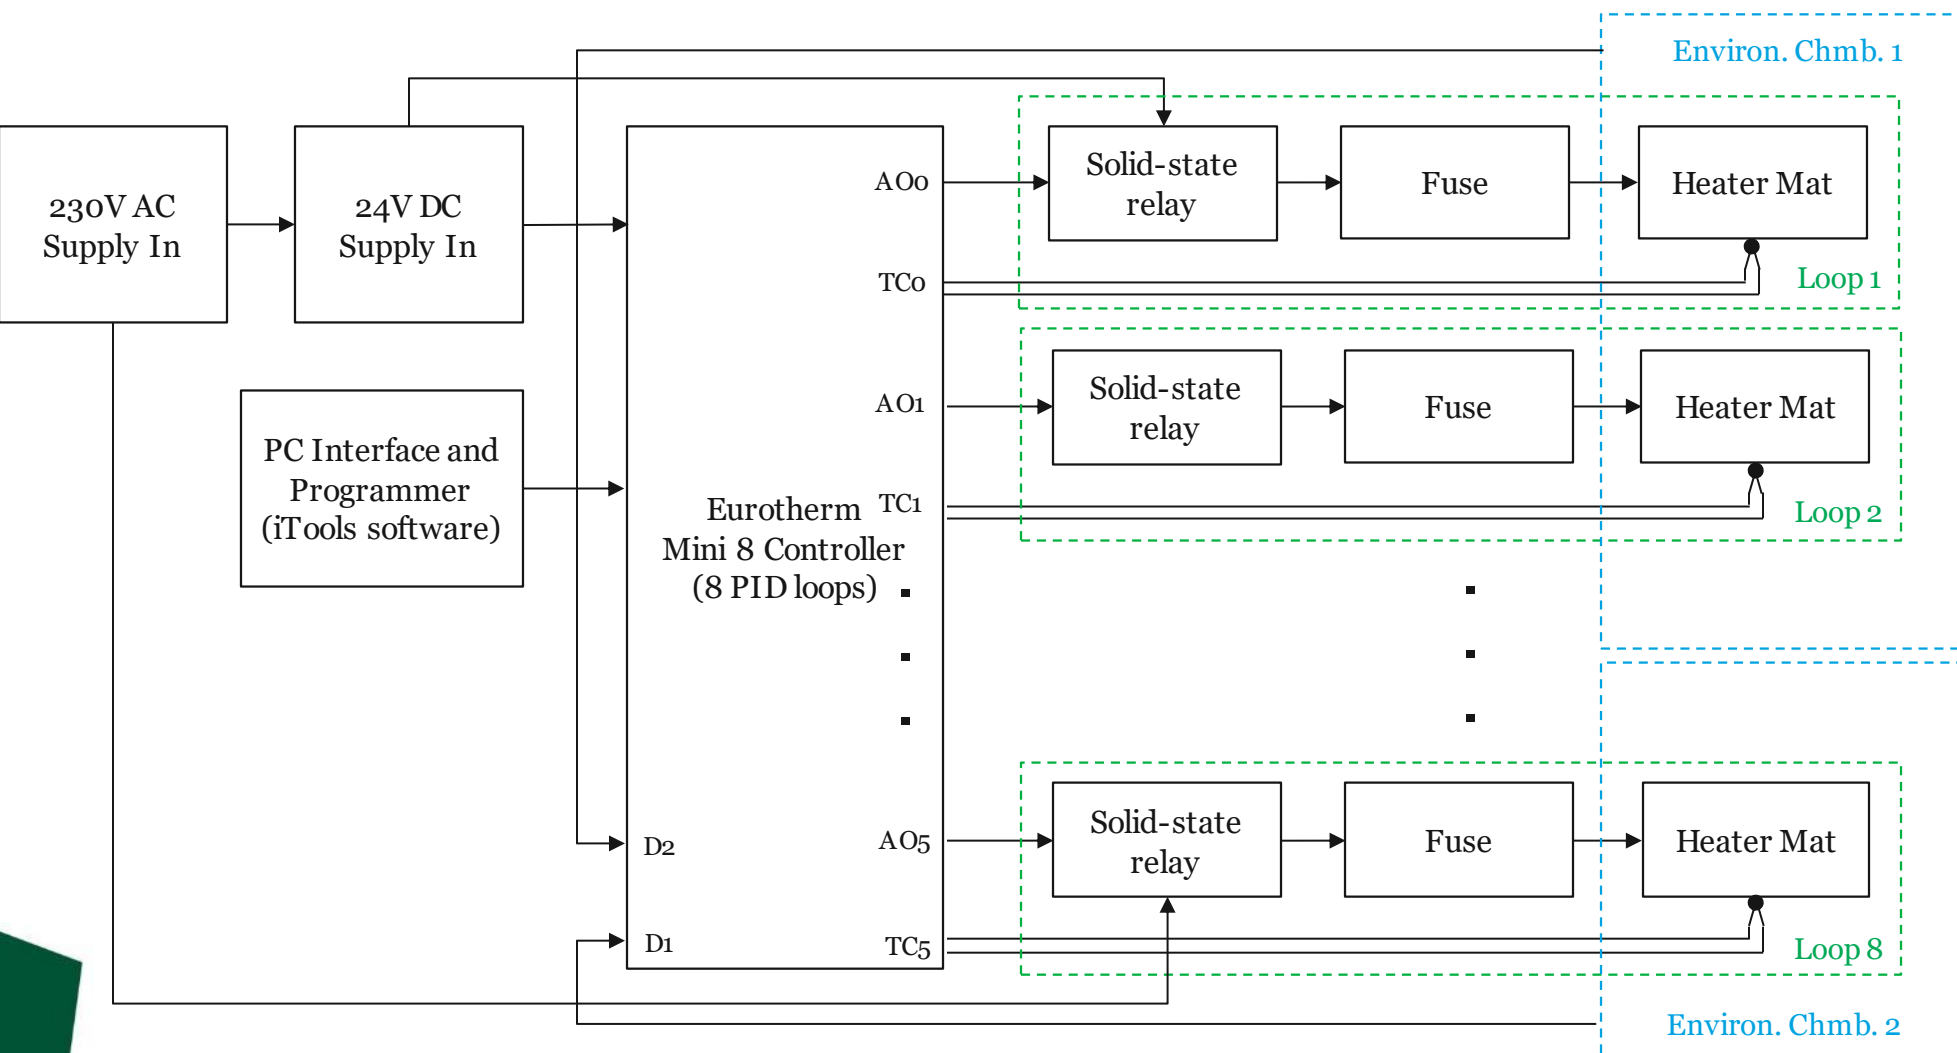 Environ. Chmb. 1
230V AC
Supply In
24V DC
Supply In
AO0
Solid-state
relay
Fuse
Heater Mat
TC0
Loop 1
PC Interface and
Programmer
(iTools software)
AO1
Solid-state
relay
Fuse
Heater Mat
Eurotherm
Mini 8 Controller
(8 PID loops)
TC1
Loop 2
D2
AO5
Solid-state
relay
Fuse
Heater Mat
D1
TC5
Loop 8
Environ. Chmb. 2